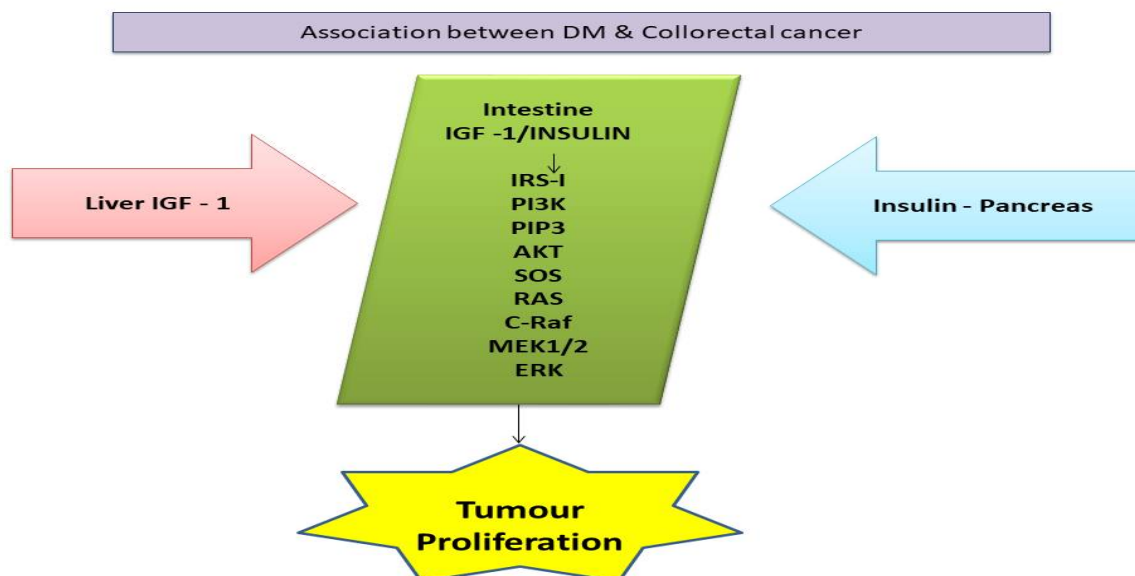 Association between DM & Collorectal cancer
Intestine
IGF -1/INSULIN
IRS-I
PI3K
PIP3
AKT
SOS
RAS
C-Raf
MEK1/2
ERK
Liver IGF - 1
Insulin - Pancreas
Tumour
Proliferation